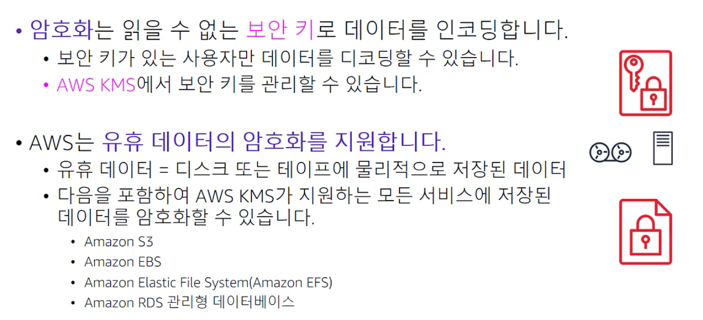 • 암호화는 읽을 수 없는 보안 키로 데이터를 인코딩합니다.
• 보안 키가 있는 사용자만 데이터를 디코딩할 수 있습니다.
• AWS KMS에서 보안 키를 관리할 수 있습니다.
• AWS는 유휴 데이터의 암호화를 지원합니다.
• 유휴 데이터 = 디스크 또는 테이프에 물리적으로 저장된 데이터
• 다음을 포함하여 AWS KMS가 지원하는 모든 서비스에 저장된
데이터를 암호화할 수 있습니다.
• Amazon S3
• Amazon EBS
• Amazon Elastic File System(Amazon EFS)
• Amazon RDS 관리형 데이터베이스